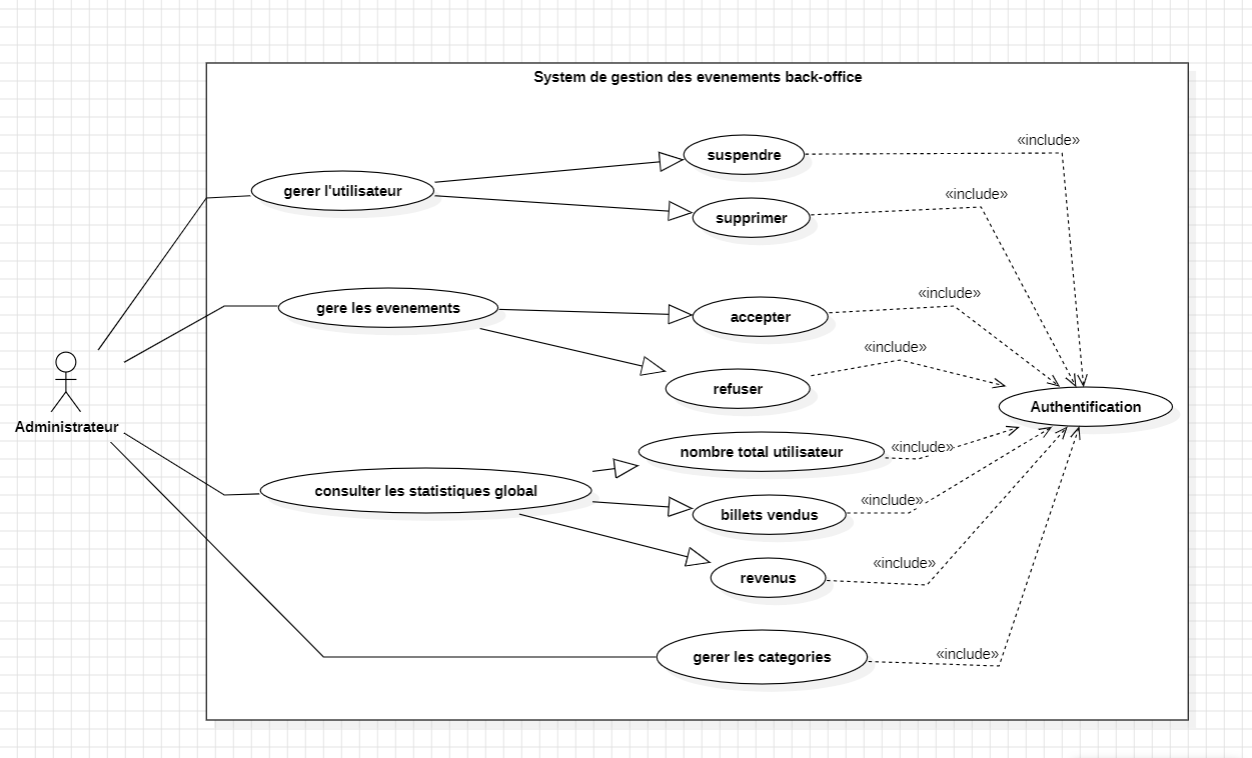 System de gestion des evenements back-office
«include»
suspendre
gerer l'utilisateur
«include»
supprimer
«include»
gere les evenements
accepter
«include»
refuser
Authentification
Administrateur
nombre total utilisateur
«include»
consulter les statistiques global
«include»
billets vendus
«include»
revenus
«include»
gerer les categories